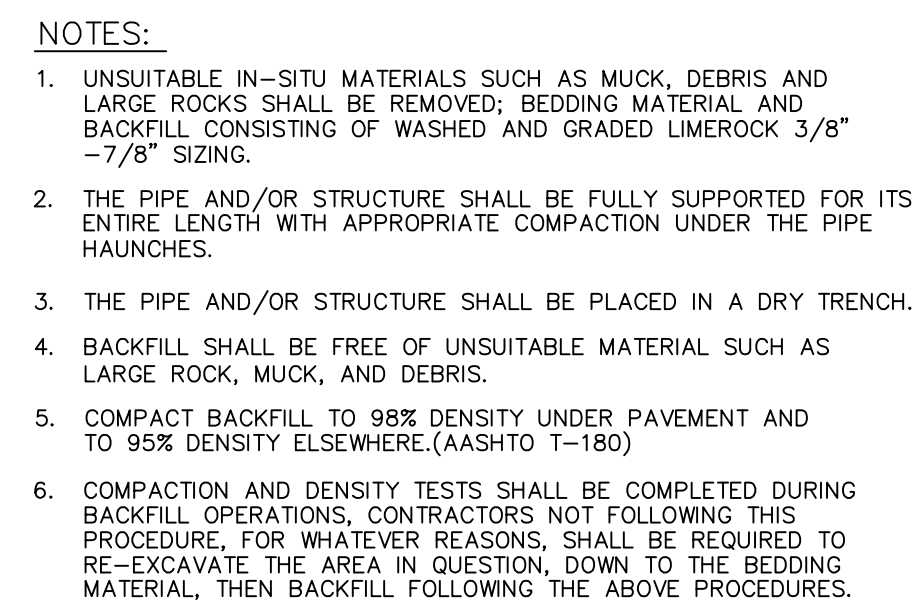 NOTES:
1. UNSUITABLE IN-SITU MATERIALS SUCH AS MUCK, DEBRIS AND
LARGE ROCKS SHALL BE REMOVED; BEDDING MATERIAL AND
BACKFILL CONSISTING OF WASHED AND GRADED LIMEROCK 3/8"
-7/8" SIZING.
2. THE PIPE AND/OR STRUCTURE SHALL BE FULLY SUPPORTED FOR ITS
ENTIRE LENGTH WITH APPROPRIATE COMPACTION UNDER THE PIPE
HAUNCHES.
3. THE PIPE AND/OR STRUCTURE SHALL BE PLACED IN A DRY TRENCH.
4. BACKFILL SHALL BE FREE OF UNSUITABLE MATERIAL SUCH AS
LARGE ROCK, MUCK, AND DEBRIS.
5. COMPACT BACKFILL TO 98% DENSITY UNDER PAVEMENT AND
TO 95% DENSITY ELSEWHERE.(AASHTO T-180)
6. COMPACTION AND DENSITY TESTS SHALL BE COMPLETED DURING
BACKFILL OPERATIONS, CONTRACTORS NOT FOLLOWING THIS
PROCEDURE, FOR WHATEVER REASONS, SHALL BE REQUIRED TO
RE-EXCAVATE THE AREA IN QUESTION, DOWN TO THE BEDDING
MATERIAL, THEN BACKFILL FOLLOWING THE ABOVE PROCEDURES.